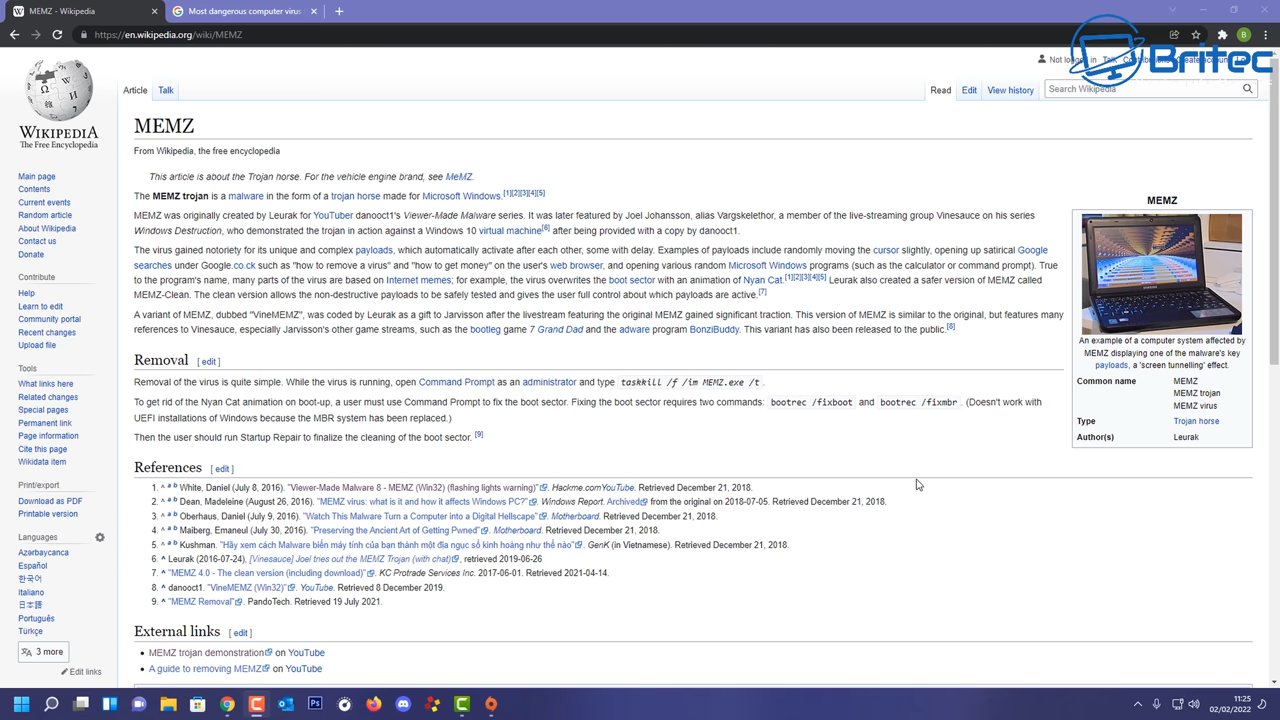 MEMZ - Wikipedia
Most dangerous computer virus
https://en.wikipedia.org/wiki/MEMZ
B
Britec
Not logged in Talk
WIKIPEDIA
The Free Encyclopedia
Article Talk
Read Edit View history
Search Wikipedia
MEMZ
From Wikipedia, the free encyclopedia
This article is about the Trojan horse. For the vehicle engine brand, see MeMZ.
The MEMZ trojan is a malware in the form of a trojan horse made for Microsoft Windows.[1][2][3][4][5]
MEMZ was originally created by Leurak for YouTuber danooct1's Viewer-Made Malware series. It was later featured by Joel Johansson, alias Vargskelethor, a member of the live-streaming group Vinesauce on his series
Windows Destruction, who demonstrated the trojan in action against a Windows 10 virtual machine[6] after being provided with a copy by danooct1.
The virus gained notoriety for its unique and complex payloads, which automatically activate after each other, some with delay. Examples of payloads include randomly moving the cursor slightly, opening up satirical Google
searches under Google.co.ck such as "how to remove a virus" and "how to get money" on the user's web browser, and opening various random Microsoft Windows programs (such as the calculator or command prompt). True
to the program's name, many parts of the virus are based on Internet memes; for example, the virus overwrites the boot sector with an animation of Nyan Cat.[1][2][3][4][5] Leurak also created a safer version of MEMZ called
MEMZ-Clean. The clean version allows the non-destructive payloads to be safely tested and gives the user full control about which payloads are active.[7]
A variant of MEMZ, dubbed "VineMEMZ", was coded by Leurak as a gift to Jarvisson after the livestream featuring the original MEMZ gained significant traction. This version of MEMZ is similar to the original, but features many
references to Vinesauce, especially Jarvisson's other game streams, such as the bootleg game 7 Grand Dad and the adware program BonziBuddy. This variant has also been released to the public.[8]
Removal [ edit ]
Removal of the virus is quite simple. While the virus is running, open Command Prompt as an administrator and type taskkill /f /im MEMZ.exe /t.
To get rid of the Nyan Cat animation on boot-up, a user must use Command Prompt to fix the boot sector. Fixing the boot sector requires two commands: bootrec /fixboot and bootrec /fixmbr. (Doesn't work with
UEFI installations of Windows because the MBR system has been replaced.)
Then the user should run Startup Repair to finalize the cleaning of the boot sector. [9]
References [ edit ]
1. ^ a b White, Daniel (July 8, 2016). "Viewer-Made Malware 8 - MEMZ (Win32) (flashing lights warning)". Hackme.comYouTube. Retrieved December 21, 2018.
2. ^ a b Dean, Madeleine (August 26, 2016). "MEMZ virus: what is it and how it affects Windows PC?". Windows Report. Archived from the original on 2018-07-05. Retrieved December 21, 2018.
3. ^ a b Oberhaus, Daniel (July 9, 2016). "Watch This Malware Turn a Computer into a Digital Hellscape". Motherboard. Retrieved December 21, 2018.
4. ^ a b Maiberg, Emaneul (July 30, 2016). "Preserving the Ancient Art of Getting Pwned". Motherboard. Retrieved December 21, 2018.
5. ^ a b Kushman. "Hãy xem cách Malware biến máy tính của bạn thành một địa ngục số kinh hoàng như thế nào". GenK (in Vietnamese). Retrieved December 21, 2018.
6. ^ Leurak (2016-07-24), [Vinesauce] Joel tries out the MEMZ Trojan (with chat), retrieved 2019-06-26
7. ^ "MEMZ 4.0 - The clean version (including download)". KC Protrade Services Inc. 2017-06-01. Retrieved 2021-04-14.
8. ^ danooct1. "VineMEMZ (Win32)". YouTube. Retrieved 8 December 2019.
9. ^ "MEMZ Removal". PandoTech. Retrieved 19 July 2021.
External links [ edit ]
• MEMZ trojan demonstration on YouTube
• A guide to removing MEMZ on YouTube
MEMZ
An example of a computer system affected by
MEMZ displaying one of the malware's key
payloads, a 'screen tunnelling' effect.
Common name MEMZ
MEMZ trojan
MEMZ virus
Type Trojan horse
Author(s) Leurak
Main page
Contents
Current events
Random article
About Wikipedia
Contact us
Donate
Contribute
Help
Learn to edit
Community portal
Recent changes
Upload file
Tools
What links here
Related changes
Special pages
Permanent link
Page information
Cite this page
Wikidata item
Print/export
Download as PDF
Printable version
Languages
Azərbaycanca
Español
한국어
Italiano
日本語
Português
Türkçe
3 more
Edit links
11:25
02/02/2022